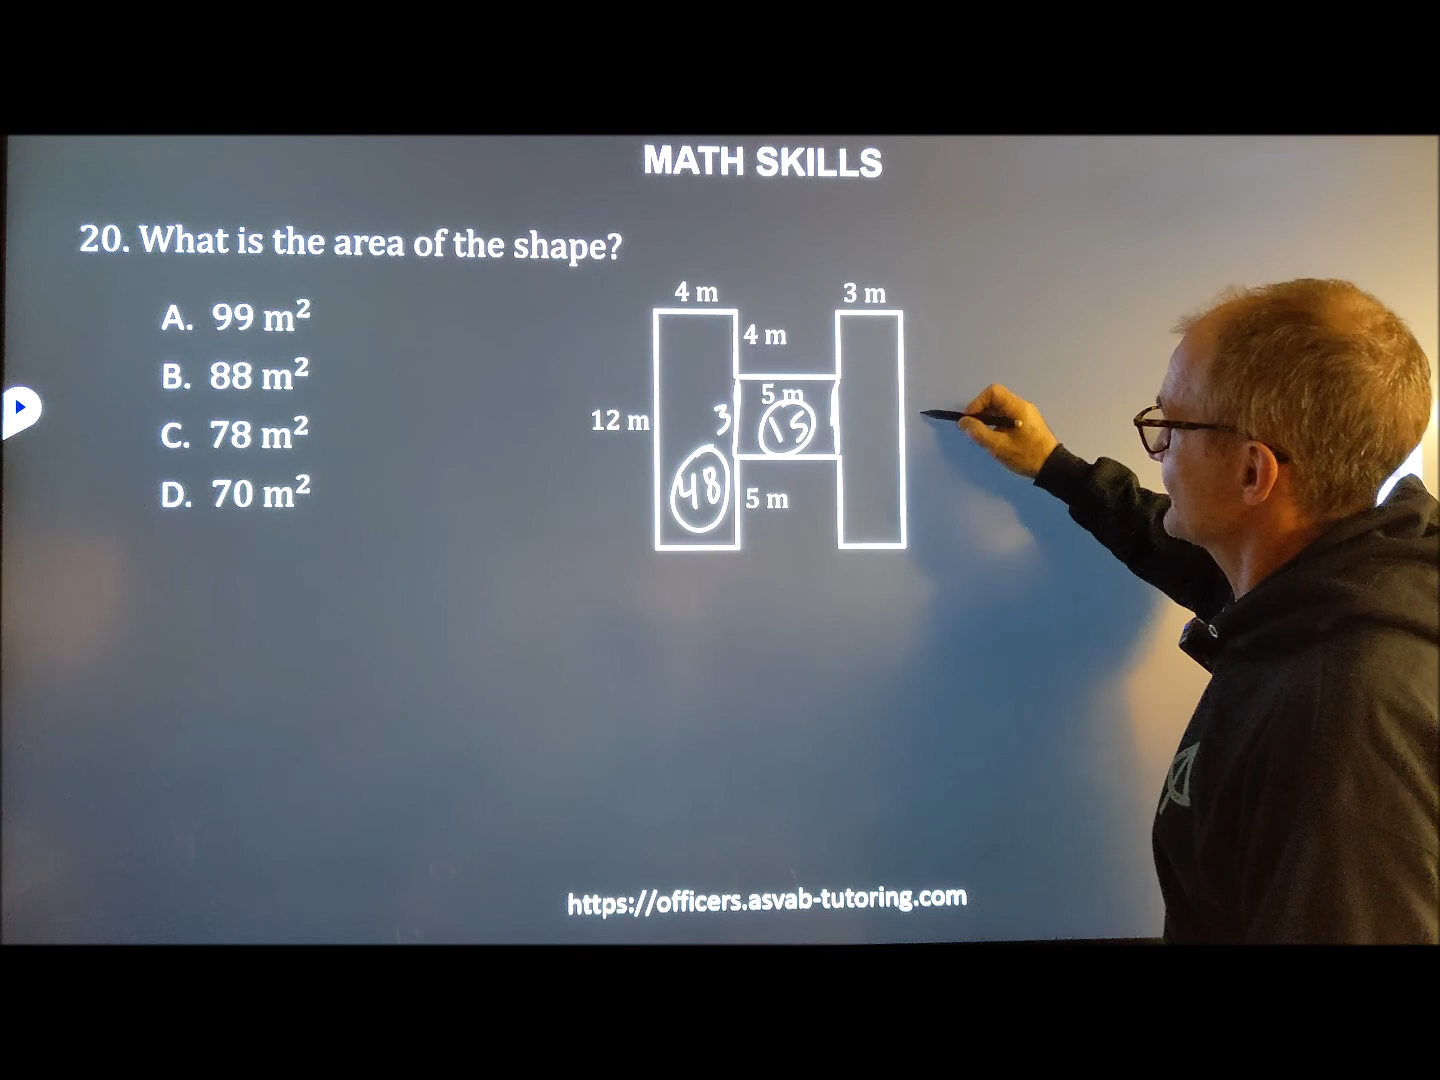 MATH SKILLS
20. What is the area of the shape?
A. 99 m²
B. 88 m²
C. 78 m²
D. 70 m²
4 m
3 m
4 m
5 m
12 m
3
15
48
5 m
https://officers.asvab-tutoring.com